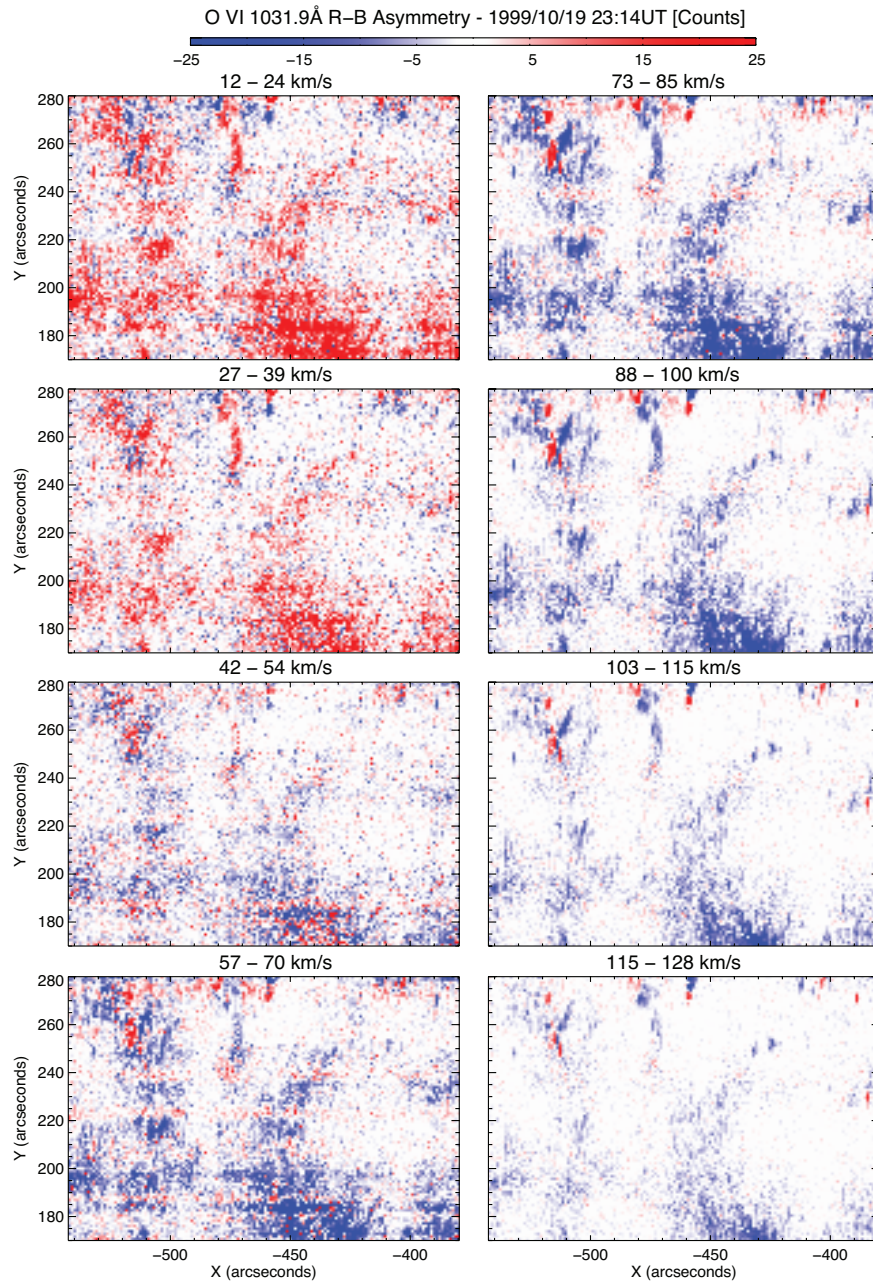 O VI 1031.9Å R−B Asymmetry - 1999/10/19 23:14UT [Counts]
−25 −15 −5 5 15 25
12 − 24 km/s 73 − 85 km/s
280
260
240
220
200
180
Y (arcseconds)
27 − 39 km/s 88 − 100 km/s
280
260
240
220
200
180
Y (arcseconds)
42 − 54 km/s 103 − 115 km/s
280
260
240
220
200
180
Y (arcseconds)
57 − 70 km/s 115 − 128 km/s
280
260
240
220
200
180
Y (arcseconds)
−500 −450 −400 −500 −450 −400
X (arcseconds) X (arcseconds)